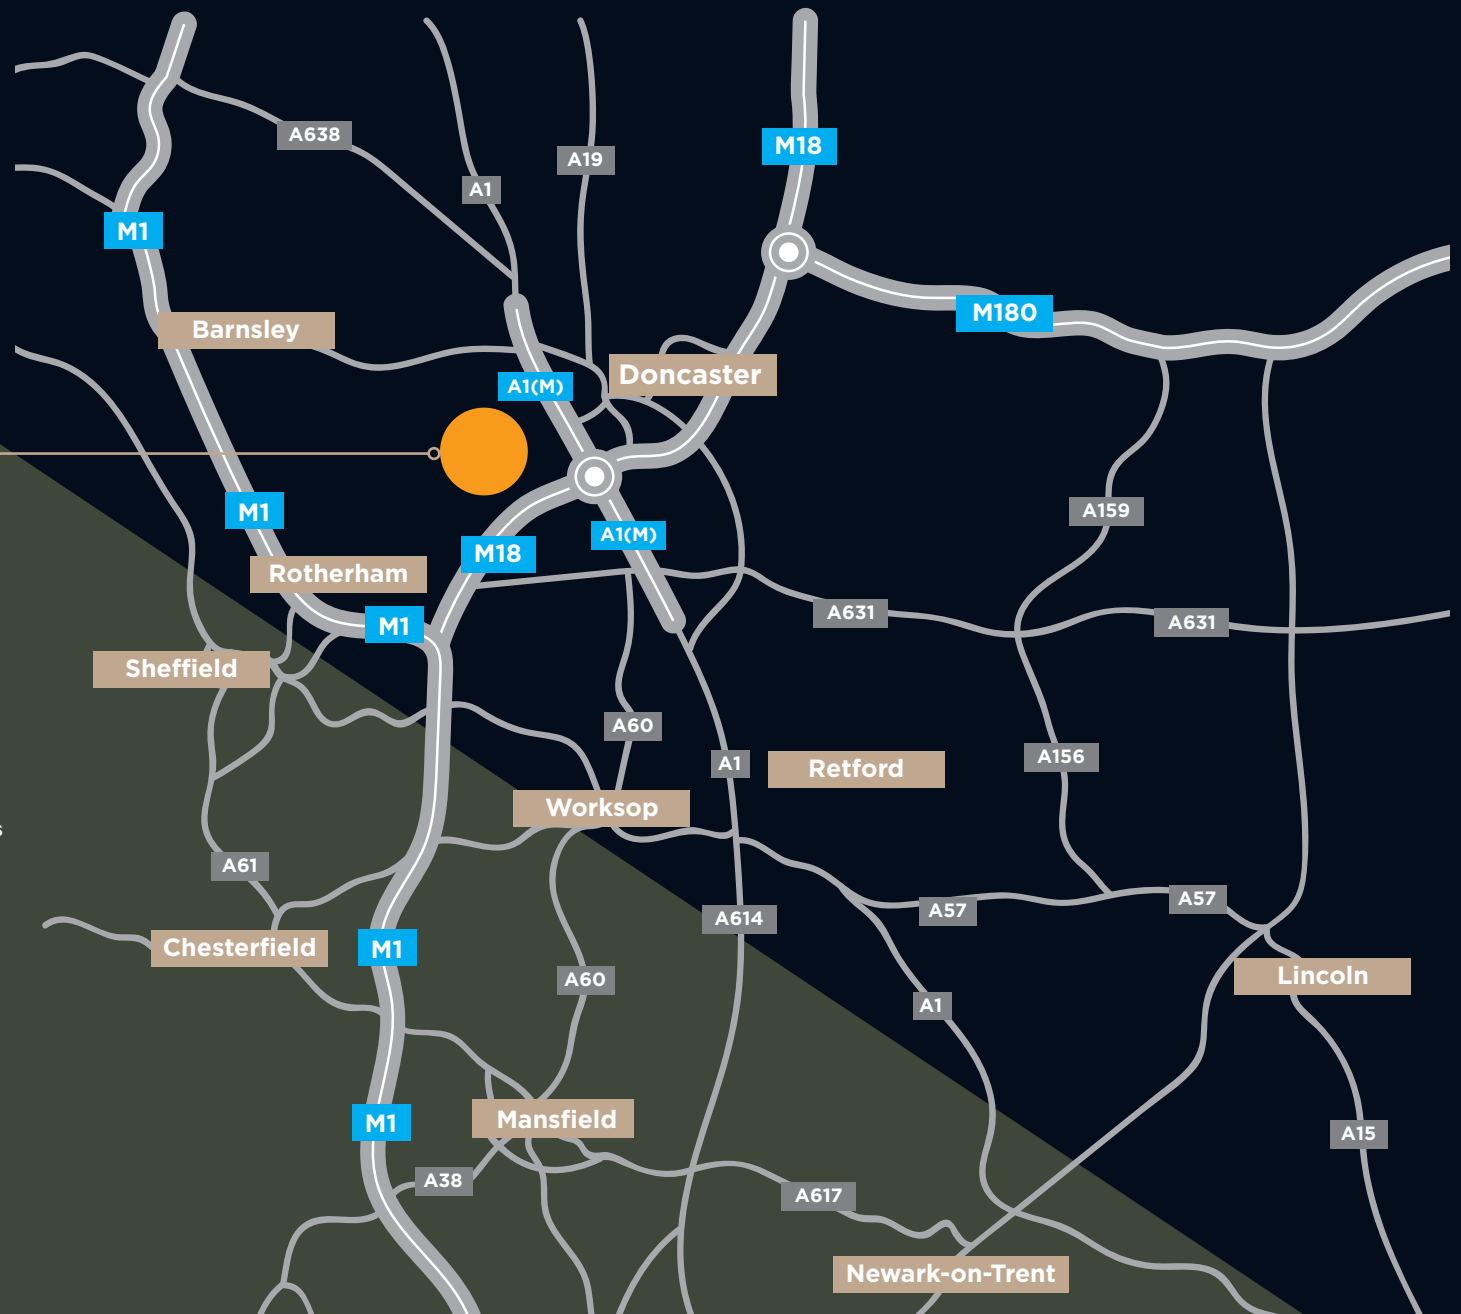 A638
M18
A19
A1
M1
M180
Barnsley
Doncaster
A1(M)
M1
A159
A1(M)
M18
Rotherham
A631
A631
M1
Sheffield
A60
A156
A1
Retford
Worksop
s
A61
A57
A57
A614
Chesterfield
M1
Lincoln
A60
A1
Mansfield
M1
A15
A38
A617
Newark-on-Trent